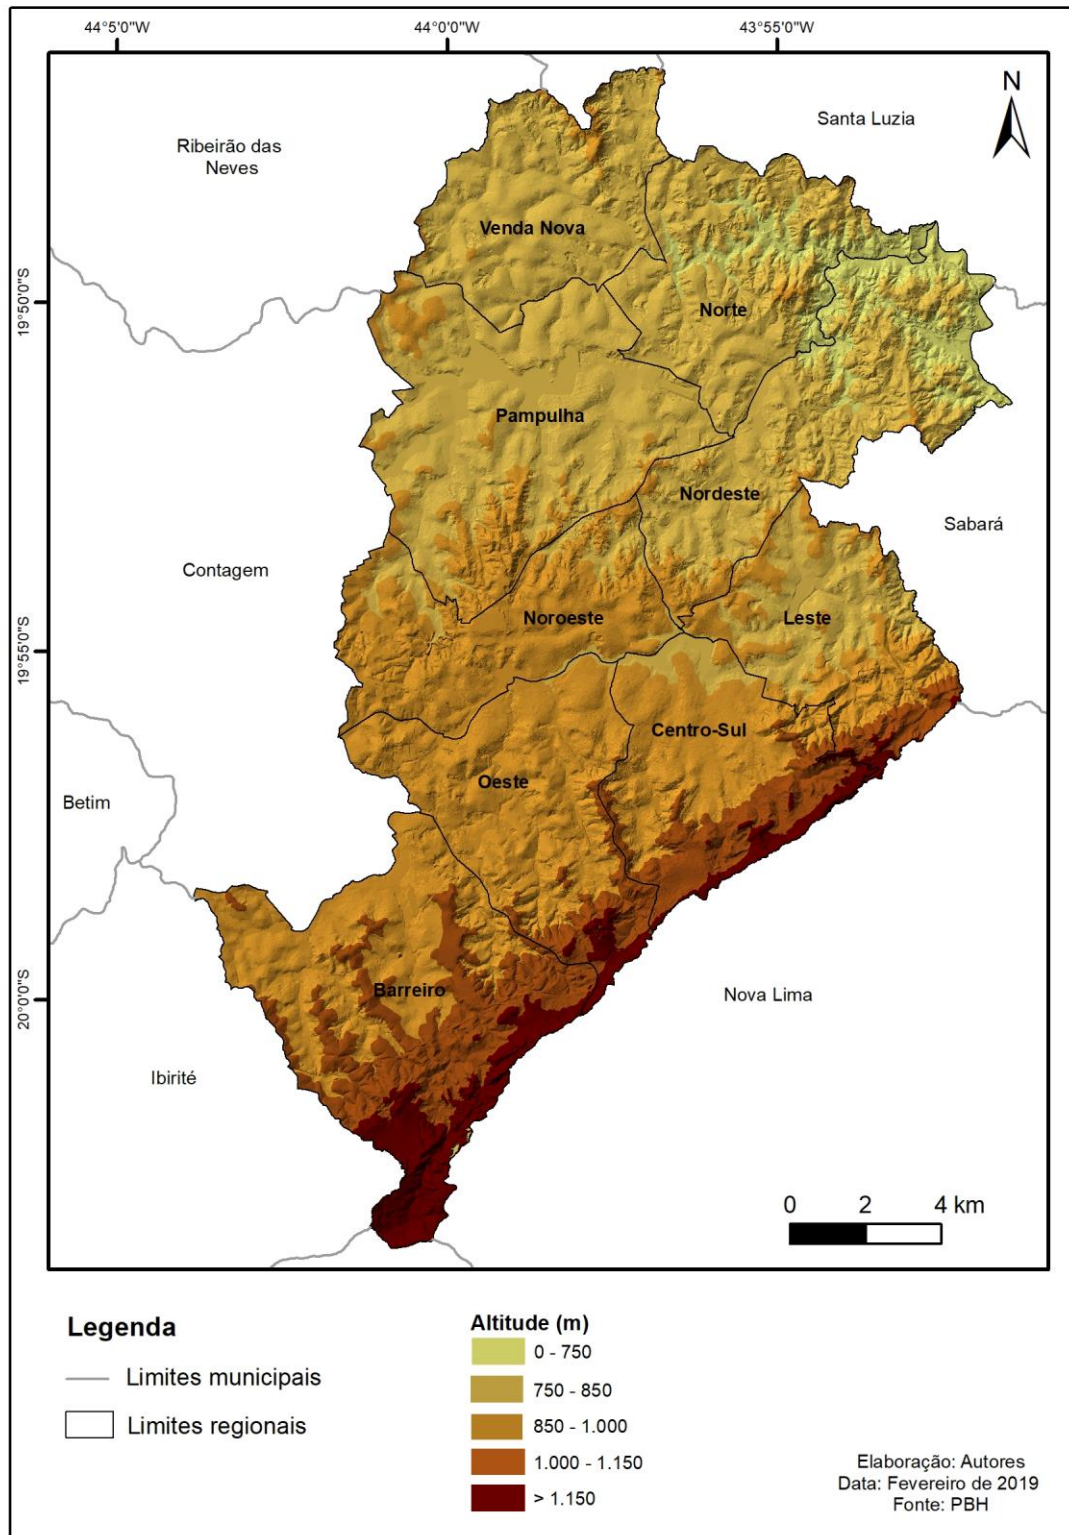 44°5'0"W
44°0'0"W
43°55'0"W
N
Santa Luzia
Ribeirão das
Neves
Venda Nova
19°50'0"S
Norte
Pampulha
Nordeste
Sabará
Contagem
Noroeste
Leste
19°55'0"S
Centro-Sul
Oeste
Betim
Barreiro
Nova Lima
20°0'0"S
Ibirité
0 2 4 km
Legenda
Limites municipais
Limites regionais
Altitude (m)
0 - 750
750 - 850
850 - 1.000
1.000 - 1.150
> 1.150
Elaboração: Autores
Data: Fevereiro de 2019
Fonte: PBH